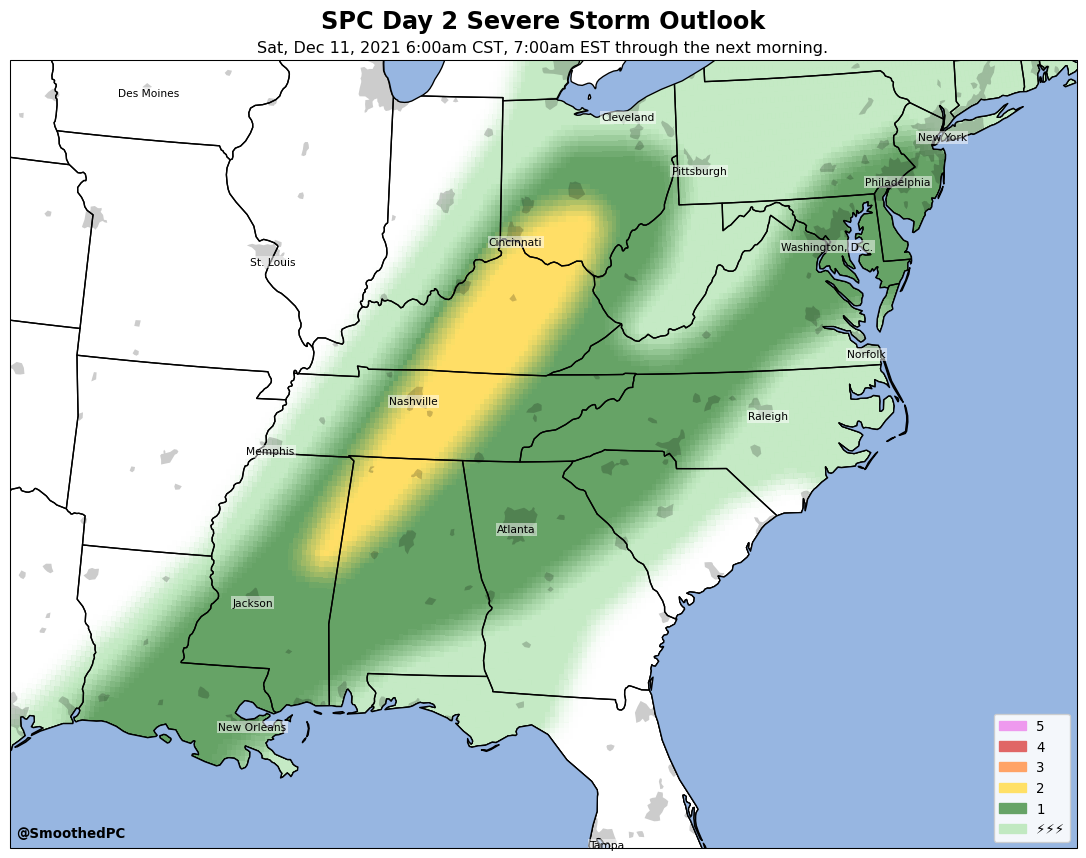 SPC Day 2 Severe Storm Outlook
Sat, Dec 11, 2021 6:00am CST, 7:00am EST through the next morning.
Des Moines
Cleveland
New York
Pittsburgh
Philadelphia
Cincinnati
Washington, D.C.
St. Louis
Norfolk
Nashville
Raleigh
Memphis
Atlanta
Jackson
New Orleans
5
4
3
2
1
⚡⚡⚡
@SmoothedPC
Tampa